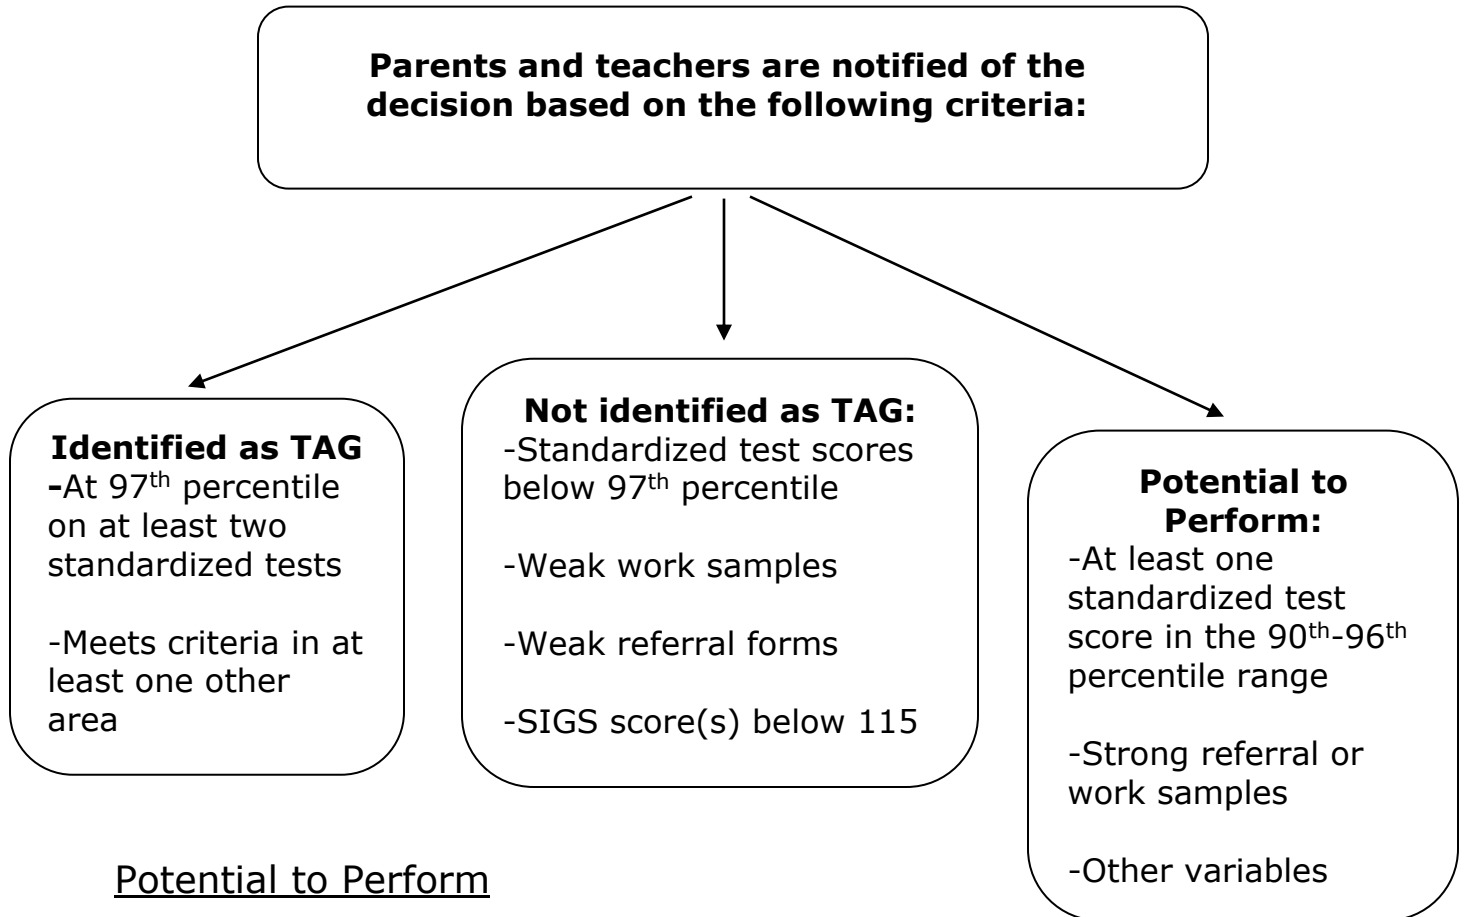 Parents and teachers are notified of the
decision based on the following criteria:
Identified as TAG
-At 97th percentile
on at least two
standardized tests
-Meets criteria in at
least one other
area
Not identified as TAG:
-Standardized test scores
below 97th percentile
-Weak work samples
-Weak referral forms
-SIGS score(s) below 115
Potential to
Perform:
-At least one
standardized test
score in the 90th-96th
percentile range
-Strong referral or
work samples
-Other variables
Potential to Perform